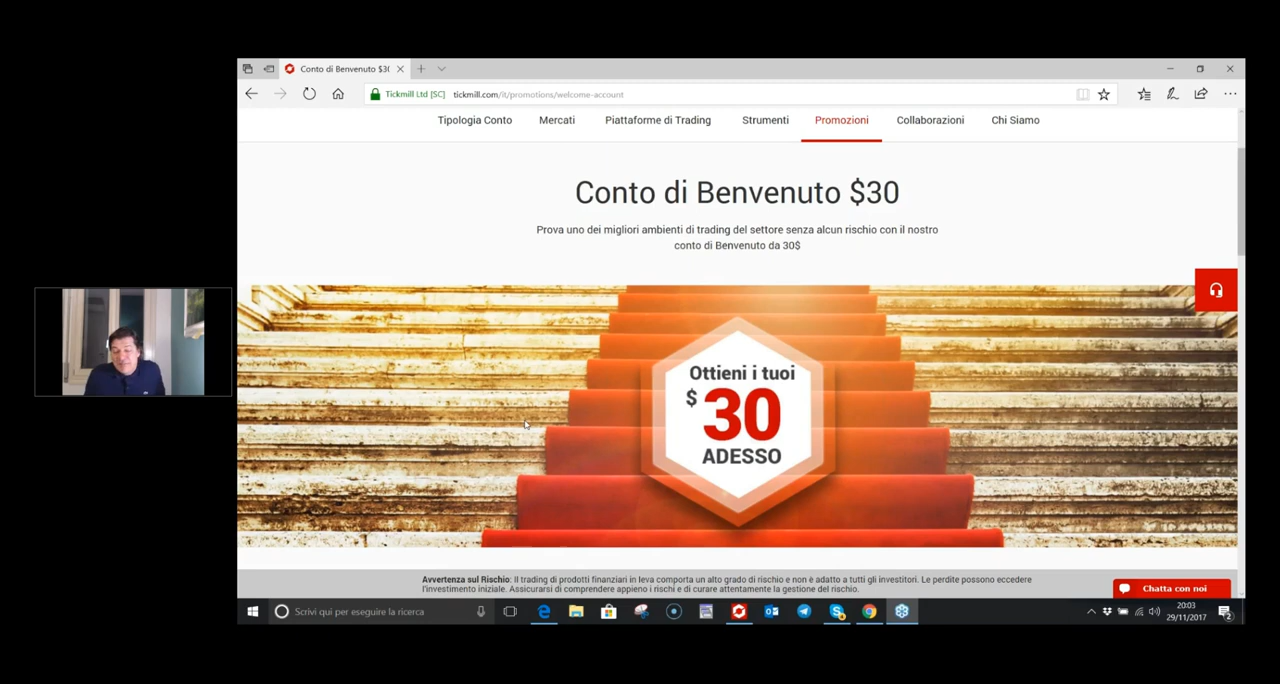 Conto di Benvenuto $30
Tickmill Ltd [SC] tickmill.com/it/promotions/welcome-account
Tipologia Conto Mercati Piattaforme di Trading Strumenti Promozioni Collaborazioni Chi Siamo
Conto di Benvenuto $30
Prova uno dei migliori ambienti di trading del settore senza alcun rischio con il nostro
conto di Benvenuto da 30$
Ottieni i tuoi
$ 30
ADESSO
Avvertenza sul Rischio: Il trading di prodotti finanziari in leva comporta un alto grado di rischio e non è adatto a tutti gli investitori. Le perdite possono eccedere
l'investimento iniziale. Assicurarsi di comprendere appieno i rischi e di curare attentamente la gestione del rischio.
Chatta con noi
Scrivi qui per eseguire la ricerca
20:03
29/11/2017
2